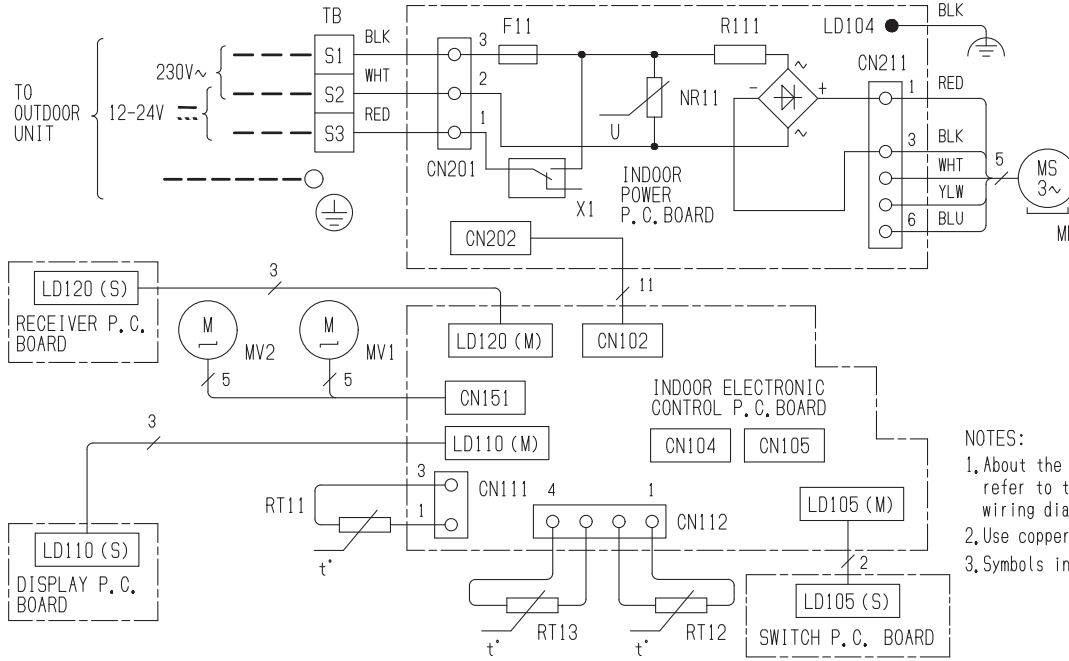 TB
F11
R111
LD104
BLK
S1
BLK
3
CN211
230V~
WHT
TO
OUTDOOR
UNIT
12-24V
S2
2
NR11
-
~
+
1
RED
S3
RED
1
U
~
3
BLK
CN201
INDOOR
POWER
P.C.BOARD
WHT
5
MS
3~
X1
YLW
CN202
6
BLU
LD120(S)
3
11
RECEIVER P.C.
BOARD
M
MV2
M
MV1
LD120(M)
CN102
5
5
CN151
INDOOR ELECTRONIC
CONTROL P.C.BOARD
3
LD110(M)
CN104
CN105
NOTES:
1.About the
refer to t
wiring dia
2.Use copper
3.Symbols in
3
CN111
RT11
1
4
1
CN112
LD105(M)
t°
LD110(S)
DISPLAY P.C.
BOARD
2
LD105(S)
SWITCH P.C. BOARD
t°
RT13
t°
RT12